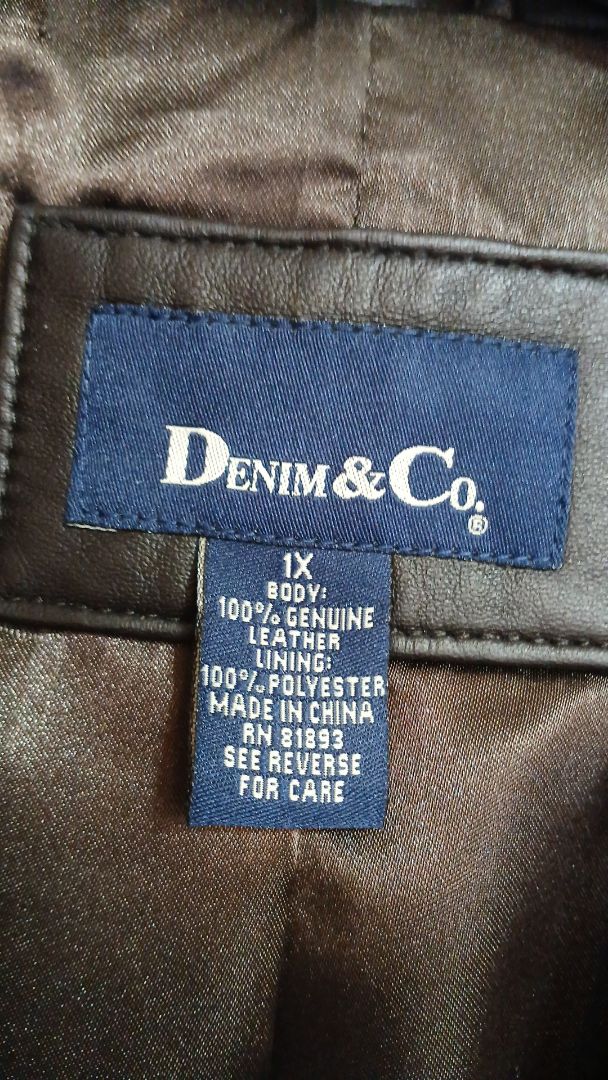 DENIM & CO.®
1X
BODY:
100% GENUINE
LEATHER
LINING:
100% POLYESTER
MADE IN CHINA
RN 81893
SEE REVERSE
FOR CARE